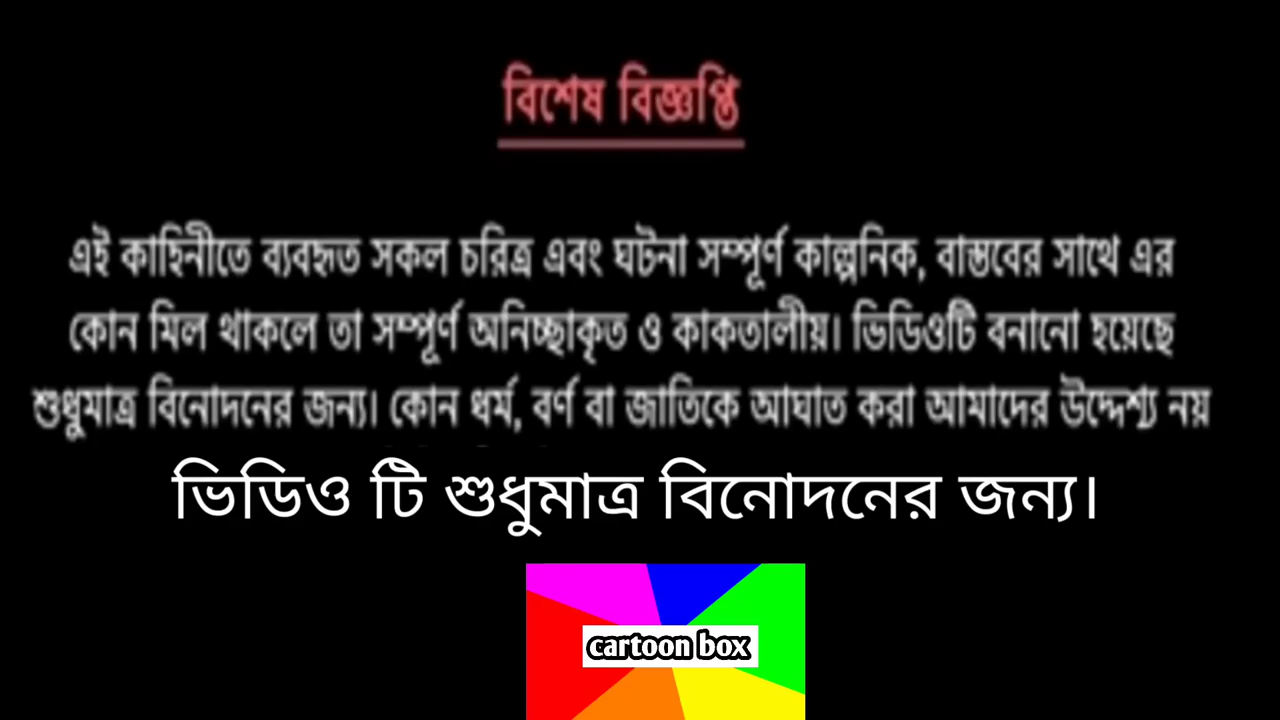 বিশেষ বিজ্ঞপ্তি
এই কাহিনীতে ব্যবহৃত সকল চরিত্র এবং ঘটনা সম্পূর্ণ কাল্পনিক, বাস্তবের সাথে এর
কোন মিল থাকলে তা সম্পূর্ণ অনিচ্ছাকৃত ও কাকতালীয়। ভিডিওটি বনানো হয়েছে
শুধুমাত্র বিনোদনের জন্য। কোন ধর্ম, বর্ণ বা জাতিকে আঘাত করা আমাদের উদ্দেশ্য নয়
ভিডিও টি শুধুমাত্র বিনোদনের জন্য।
cartoon box